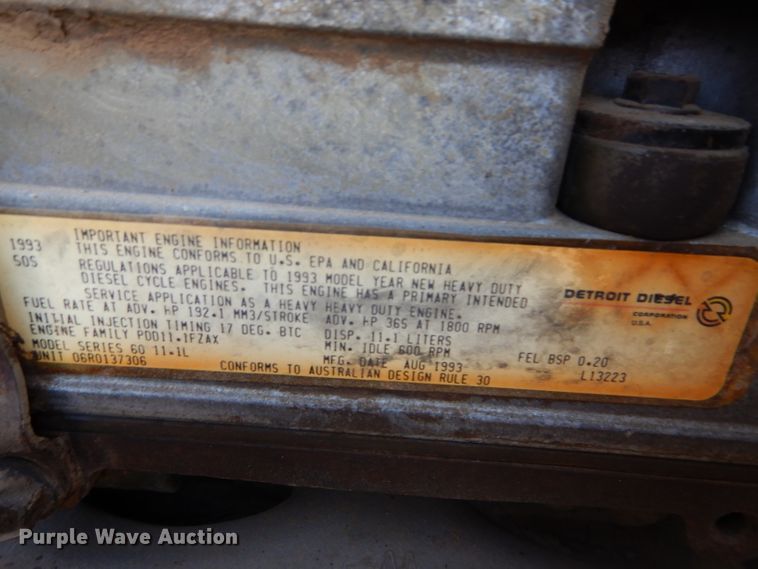 1993 IMPORTANT ENGINE INFORMATION
50S THIS ENGINE CONFORMS TO U.S. EPA AND CALIFORNIA
REGULATIONS APPLICABLE TO 1993 MODEL YEAR NEW HEAVY DUTY
DIESEL CYCLE ENGINES. THIS ENGINE HAS A PRIMARY INTENDED
SERVICE APPLICATION AS A HEAVY HEAVY DUTY ENGINE.
FUEL RATE AT ADV. HP 192.1 MM3/STROKE ADV. HP 365 AT 1800 RPM
INITIAL INJECTION TIMING 17 DEG. BTC DISP. 11.1 LITERS
ENGINE FAMILY PDD11.1FZAX MIN. IDLE 600 RPM FEL BSP 0.20
MODEL SERIES 60 11.1L MFG. DATE AUG 1993
UNIT 06R0137306 CONFORMS TO AUSTRALIAN DESIGN RULE 30 L13223
DETROIT DIESEL
CORPORATION
U.S.A.
Purple Wave Auction